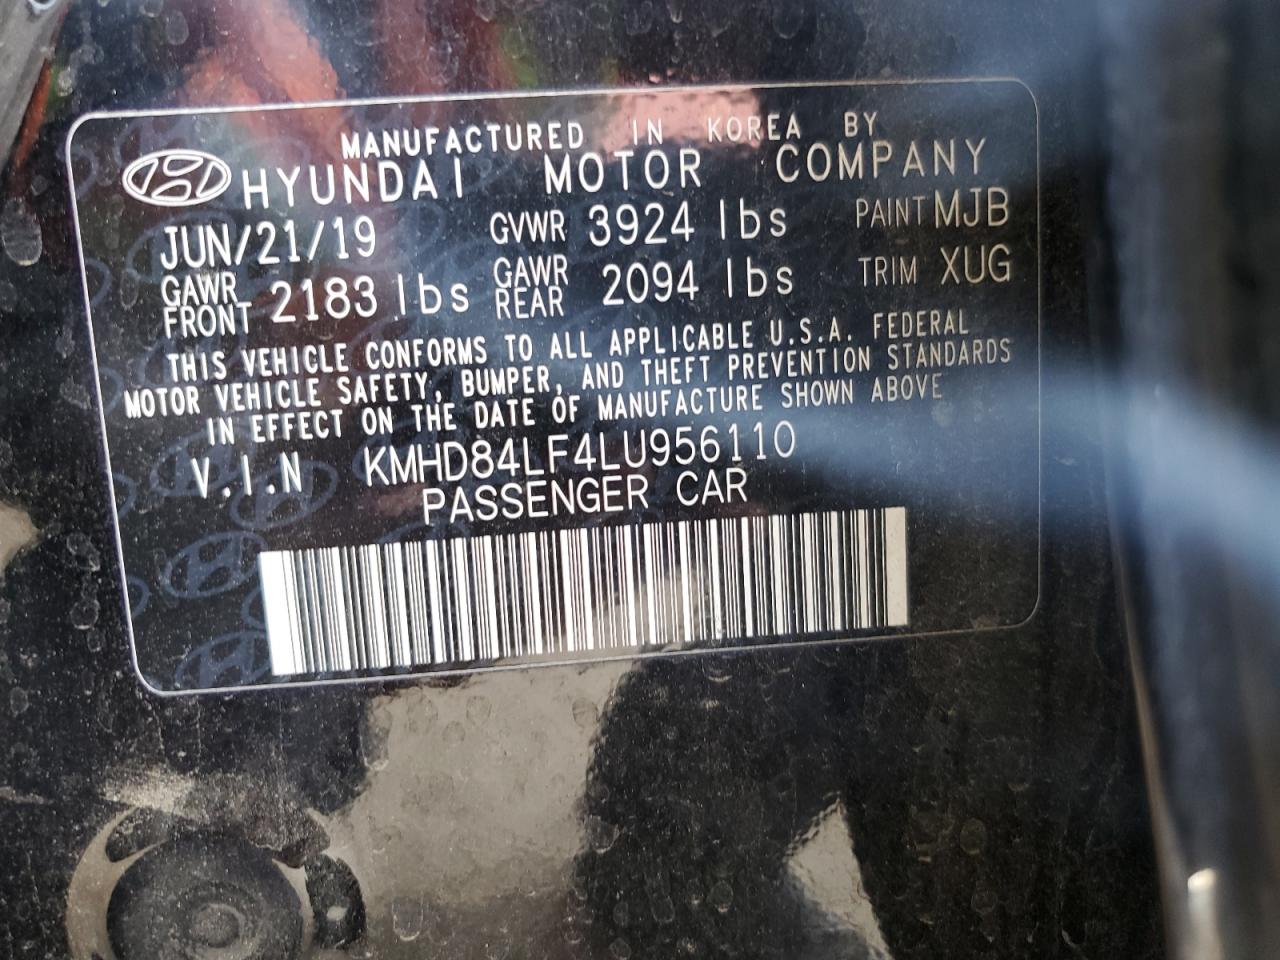 MANUFACTURED IN KOREA BY
HYUNDAI MOTOR COMPANY
JUN/21/19 GVWR 3924 lbs PAINT MJB
GAWR FRONT 2183 lbs GAWR REAR 2094 lbs TRIM XUG
THIS VEHICLE CONFORMS TO ALL APPLICABLE U.S.A. FEDERAL
MOTOR VEHICLE SAFETY, BUMPER, AND THEFT PREVENTION STANDARDS
IN EFFECT ON THE DATE OF MANUFACTURE SHOWN ABOVE
V.I.N KMHD84LF4LU956110
PASSENGER CAR